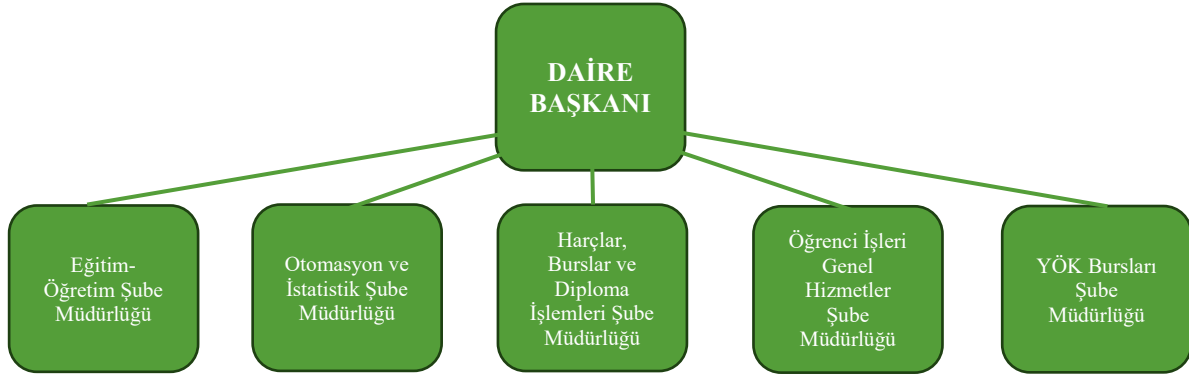 DAİRE
BAŞKANI
Eğitim-
Öğretim Şube
Müdürlüğü
Otomasyon ve
İstatistik Şube
Müdürlüğü
Harçlar,
Burslar ve
Diploma
İşlemleri Şube
Müdürlüğü
Öğrenci İşleri
Genel
Hizmetler
Şube
Müdürlüğü
YÖK Bursları
Şube
Müdürlüğü